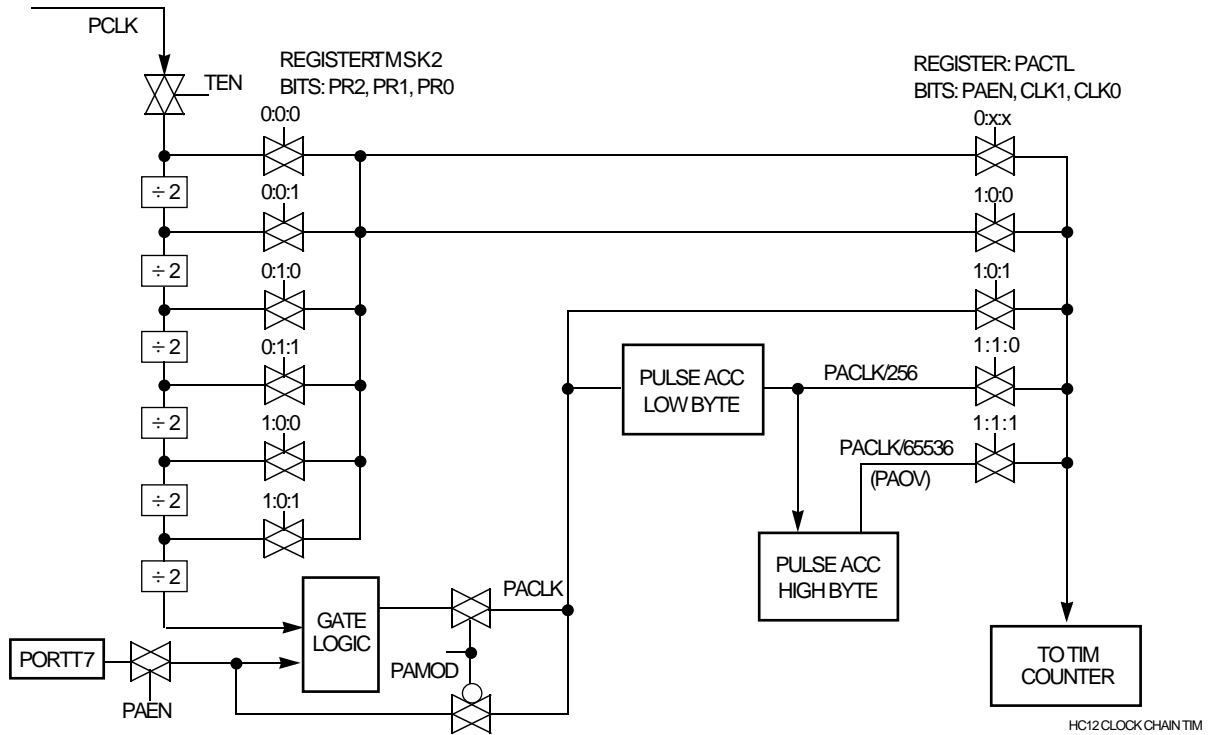 PCLK
TEN
REGISTER:TMSK2
BITS: PR2, PR1, PR0
REGISTER: PACTL
BITS: PAEN, CLK1, CLK0
0:0:0
0:x:x
÷ 2
0:0:1
1:0:0
÷ 2
0:1:0
1:0:1
÷ 2
0:1:1
1:1:0
PULSE ACC
LOW BYTE
PACLK/256
÷ 2
1:0:0
1:1:1
PACLK/65536
(PAOV)
÷ 2
1:0:1
PULSE ACC
HIGH BYTE
÷ 2
GATE
LOGIC
PACLK
PORTT7
PAMOD
PAEN
TO TIM
COUNTER
HC12 CLOCK CHAIN TIM